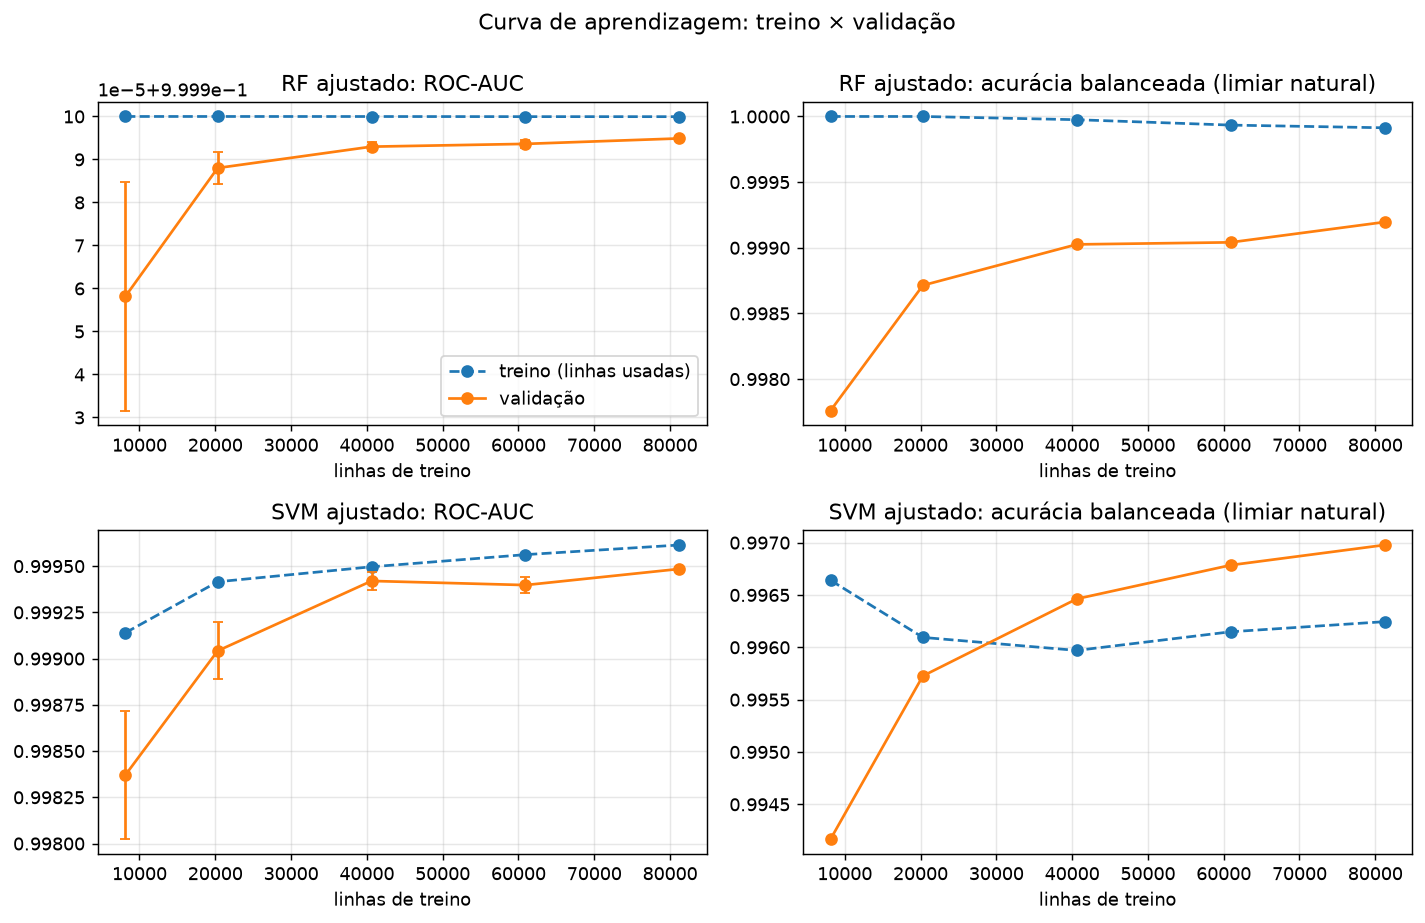 Curva de aprendizagem: treino × validação
RF ajustado: ROC-AUC
1e−5+9.999e−1
10
9
8
7
6
5
4
3
treino (linhas usadas)
validação
10000 20000 30000 40000 50000 60000 70000 80000
linhas de treino
RF ajustado: acurácia balanceada (limiar natural)
1.0000
0.9995
0.9990
0.9985
0.9980
10000 20000 30000 40000 50000 60000 70000 80000
linhas de treino
SVM ajustado: ROC-AUC
0.99950
0.99925
0.99900
0.99875
0.99850
0.99825
0.99800
10000 20000 30000 40000 50000 60000 70000 80000
linhas de treino
SVM ajustado: acurácia balanceada (limiar natural)
0.9970
0.9965
0.9960
0.9955
0.9950
0.9945
10000 20000 30000 40000 50000 60000 70000 80000
linhas de treino